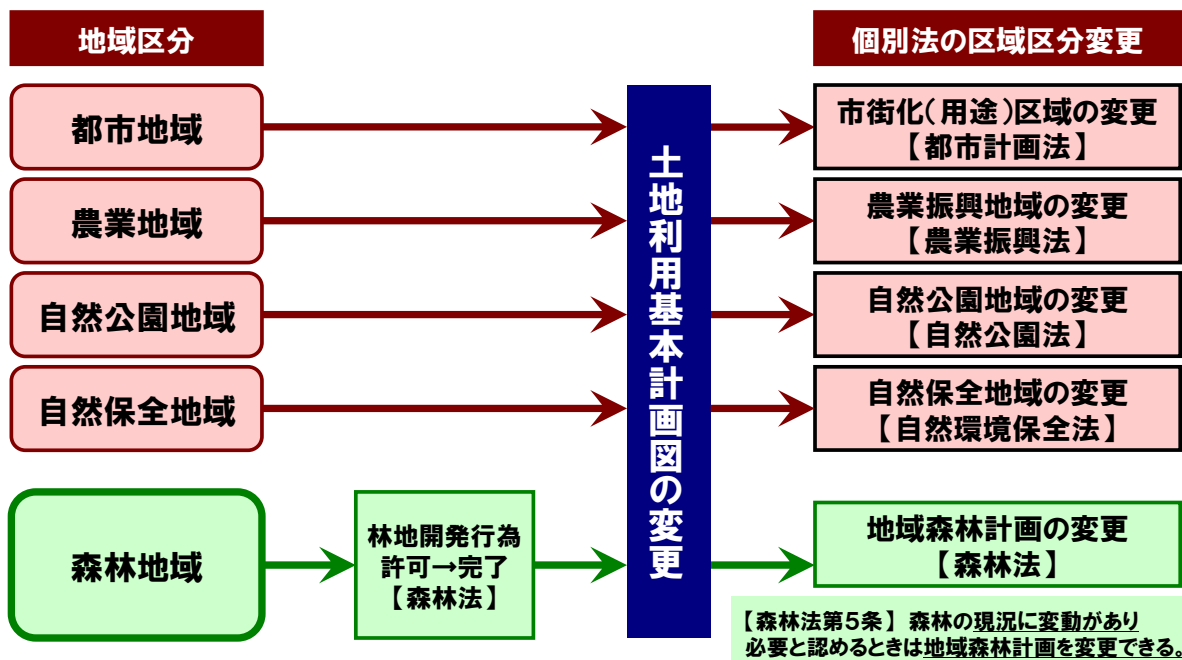 地域区分
個別法の区域区分変更
都市地域
市街化(用途)区域の変更
【都市計画法】
農業地域
農業振興地域の変更
【農業振興法】
自然公園地域
自然公園地域の変更
【自然公園法】
自然保全地域
自然保全地域の変更
【自然環境保全法】
土地利用基本計画図の変更
森林地域
林地開発行為
許可→完了
【森林法】
地域森林計画の変更
【森林法】
【森林法第5条】 森林の現況に変動があり
必要と認めるときは地域森林計画を変更できる。